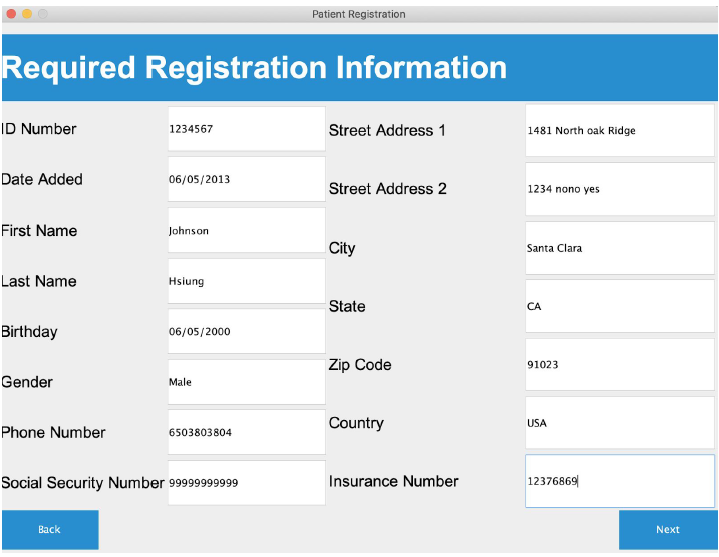 Patient Registration
Required Registration Information
ID Number 1234567
Date Added 06/05/2013
First Name Johnson
Last Name Hsiung
Birthday 06/05/2000
Gender Male
Phone Number 6503803804
Social Security Number 99999999999
Street Address 1 1481 North oak Ridge
Street Address 2 1234 nono yes
City Santa Clara
State CA
Zip Code 91023
Country USA
Insurance Number 12376869
Back Next